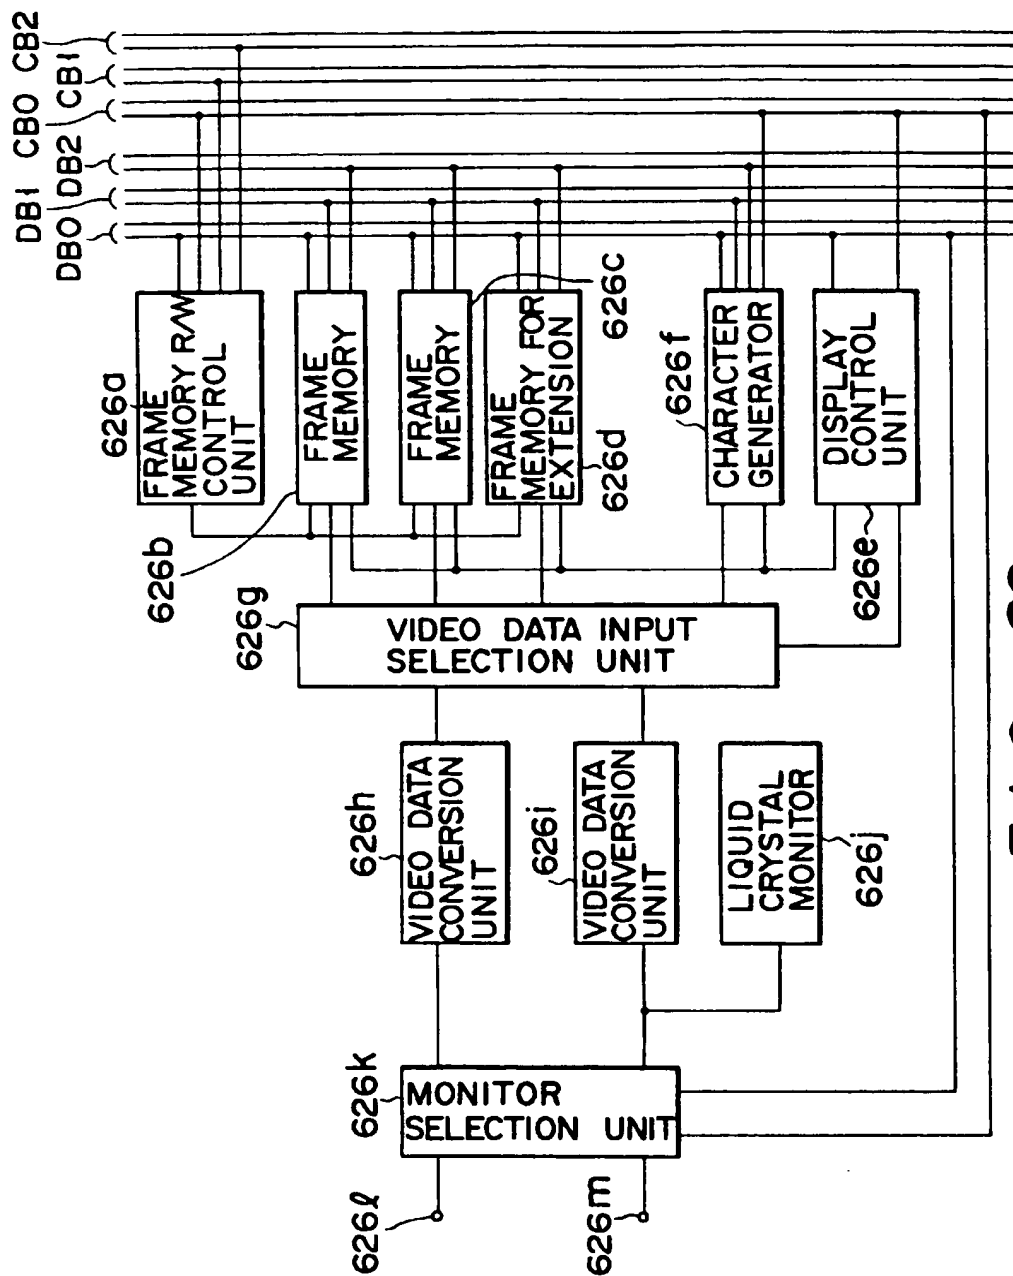 CB2
CB1
CB0
DB2
DB1
DB0
626a
FRAME
MEMORY R/W
CONTROL
UNIT
626b
FRAME
MEMORY
FRAME
MEMORY
626c
FRAME
MEMORY FOR
EXTENSION
626d
626f
CHARACTER
GENERATOR
DISPLAY
CONTROL
UNIT
626e
626g
VIDEO DATA INPUT
SELECTION UNIT
626h
VIDEO DATA
CONVERSION
UNIT
626i
VIDEO DATA
CONVERSION
UNIT
LIQUID
CRYSTAL
MONITOR
626j
626k
MONITOR
SELECTION UNIT
626l
626m